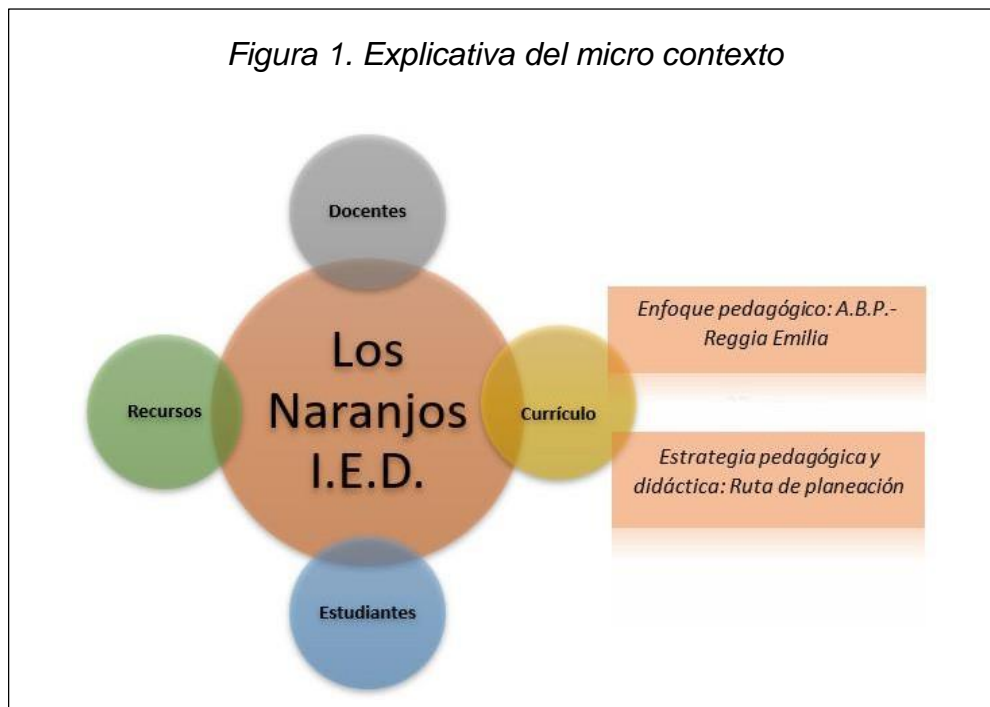 Figura 1. Explicativa del micro contexto
Docentes
Los
Naranjos
I.E.D.
Recursos
Currículo
Estudiantes
Enfoque pedagógico: A.B.P.-
Reggia Emilia
Estrategia pedagógica y
didáctica: Ruta de planeación